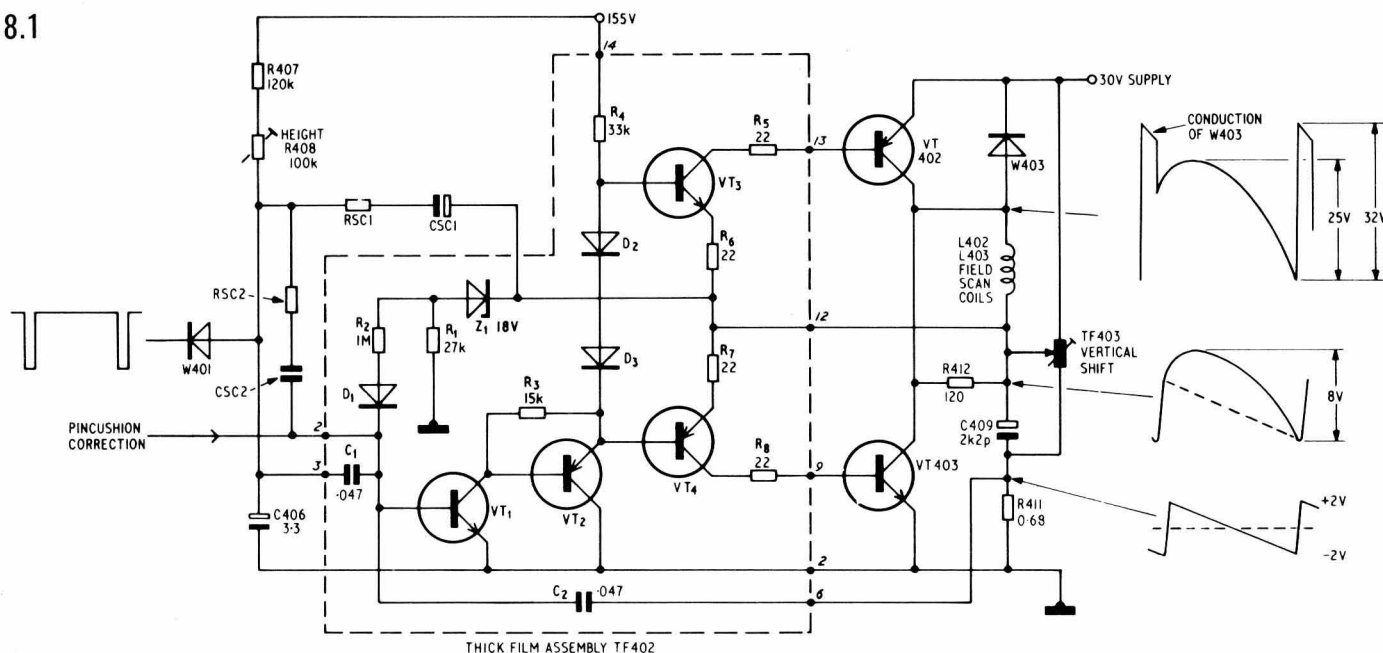 8.1
155V
14
R407
120k
HEIGHT
R408
100k
R4
33k
R5
22
13
VT
402
30V SUPPLY
W403
CONDUCTION
OF W403
25V
32V
VT3
RSC1
CSC1
D2
R6
22
L402
L403
FIELD
SCAN
COILS
RSC2
R2
1M
R1
27k
Z1 18V
12
TF403
VERTICAL
SHIFT
W401
D3
R7
22
R412
120
8V
CSC2
D1
R3
15k
C409
2k2p
PINCUSHION
CORRECTION
2
R8
22
9
VT403
3
C1
.047
VT4
R411
0.68
+2V
-2V
C406
3.3
VT1
VT2
2
C2
.047
6
THICK FILM ASSEMBLY TF402